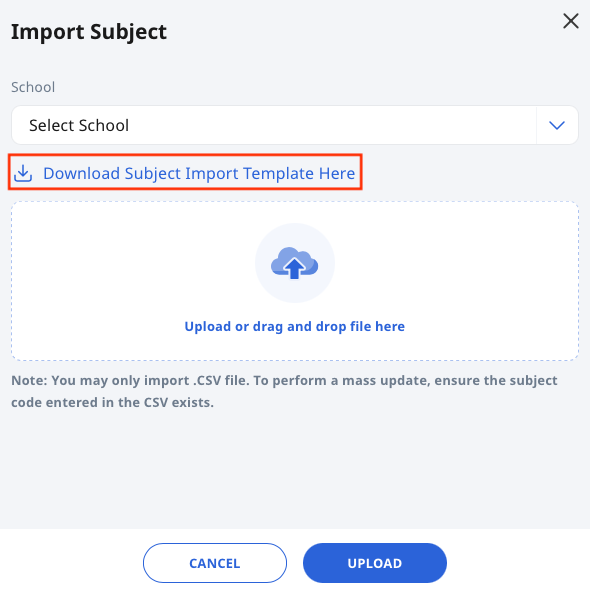 Import Subject
School
Select School
Download Subject Import Template Here
Upload or drag and drop file here
Note: You may only import .CSV file. To perform a mass update, ensure the subject
code entered in the CSV exists.
CANCEL
UPLOAD